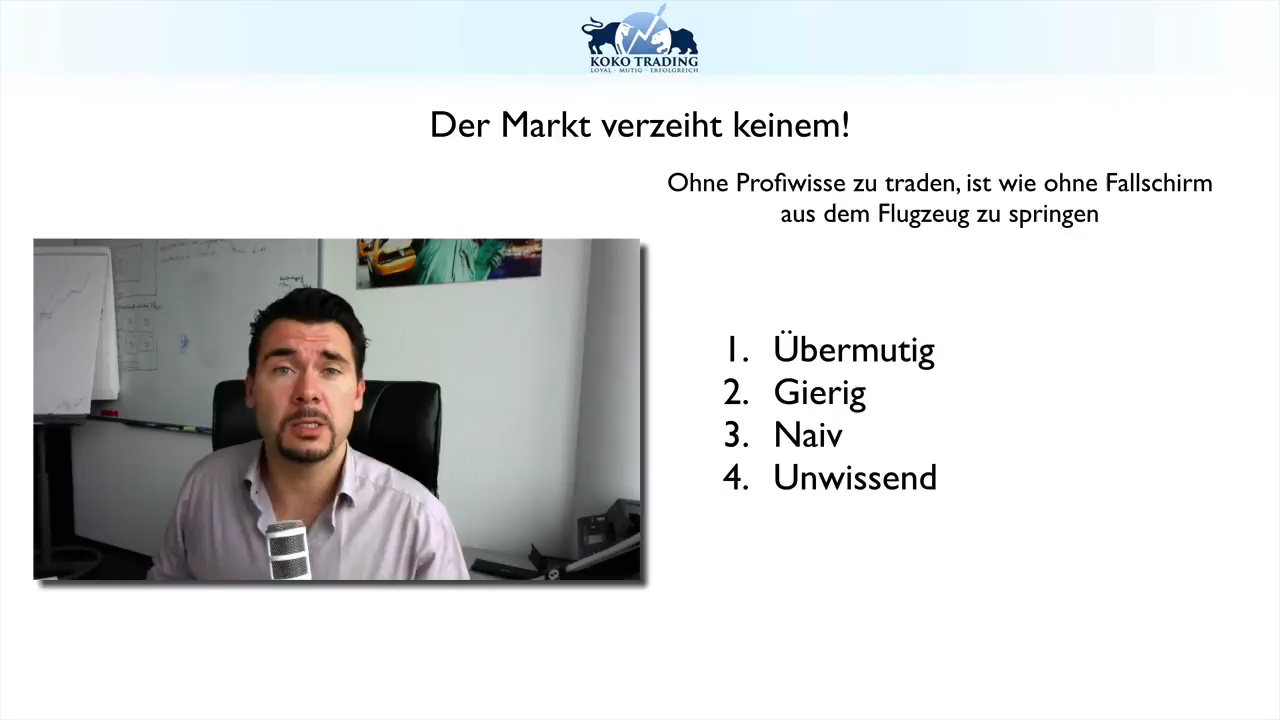 KOKO TRADING
LOYAL · MUTIG · ERFOLGREICH
Der Markt verzeiht keinem!
Ohne Profiwisse zu traden, ist wie ohne Fallschirm
aus dem Flugzeug zu springen
1. Übermutig
2. Gierig
3. Naiv
4. Unwissend